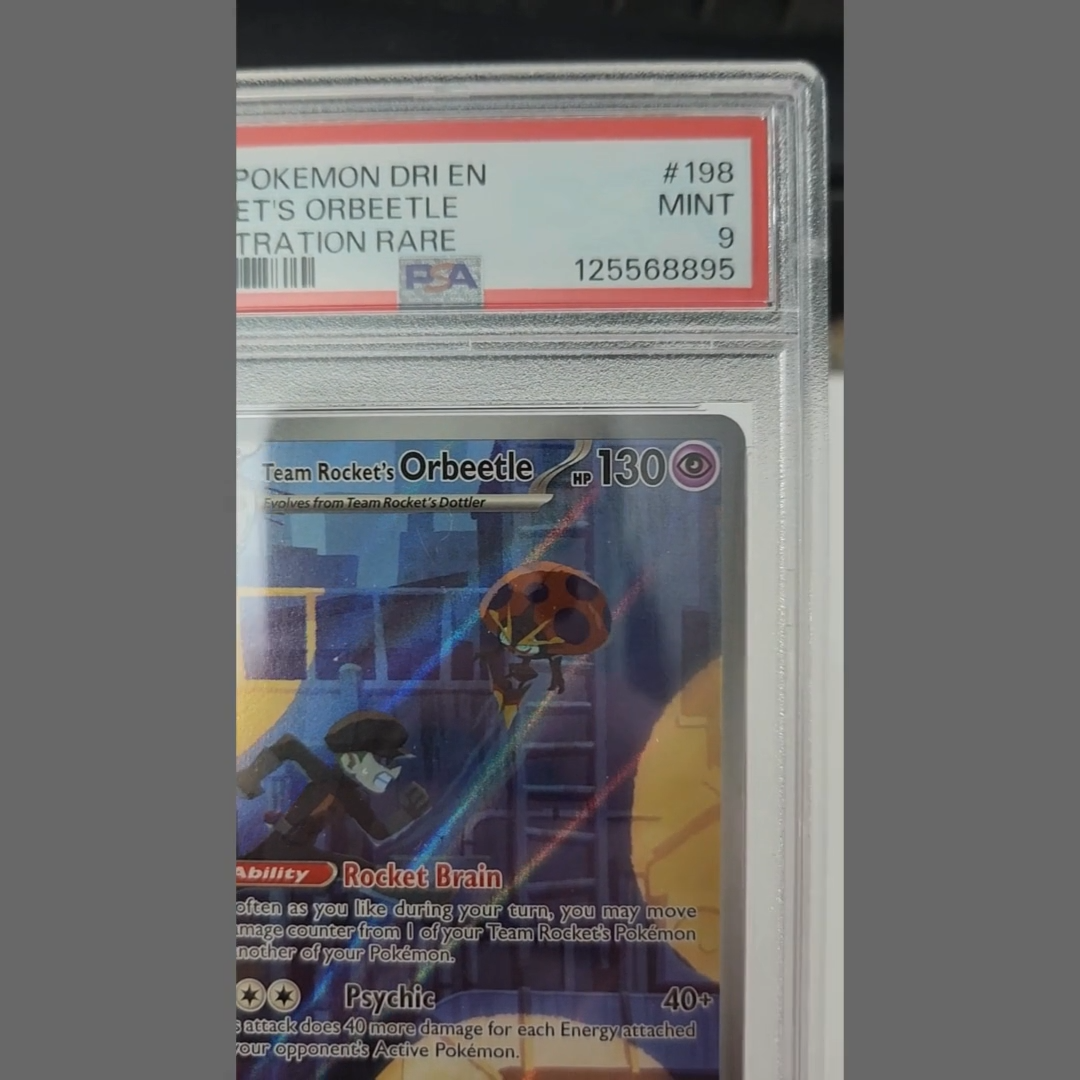 POKEMON DRI EN #198
ET'S ORBEETLE MINT
TRATION RARE 9
PSA 125568895
Team Rocket's Orbeetle HP 130
Evolves from Team Rocket's Dottler
Ability Rocket Brain
often as you like during your turn, you may move
mage counter from 1 of your Team Rocket's Pokémon
nother of your Pokémon.
Psychic 40+
s attack does 40 more damage for each Energy attached
your opponent's Active Pokémon.